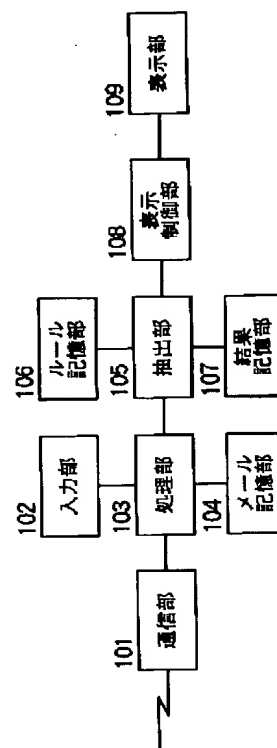 101
通信部
102
入力部
103
処理部
104
メール
記憶部
106
ルール
記憶部
105
抽出部
107
結果
記憶部
108
表示
制御部
109
表示部